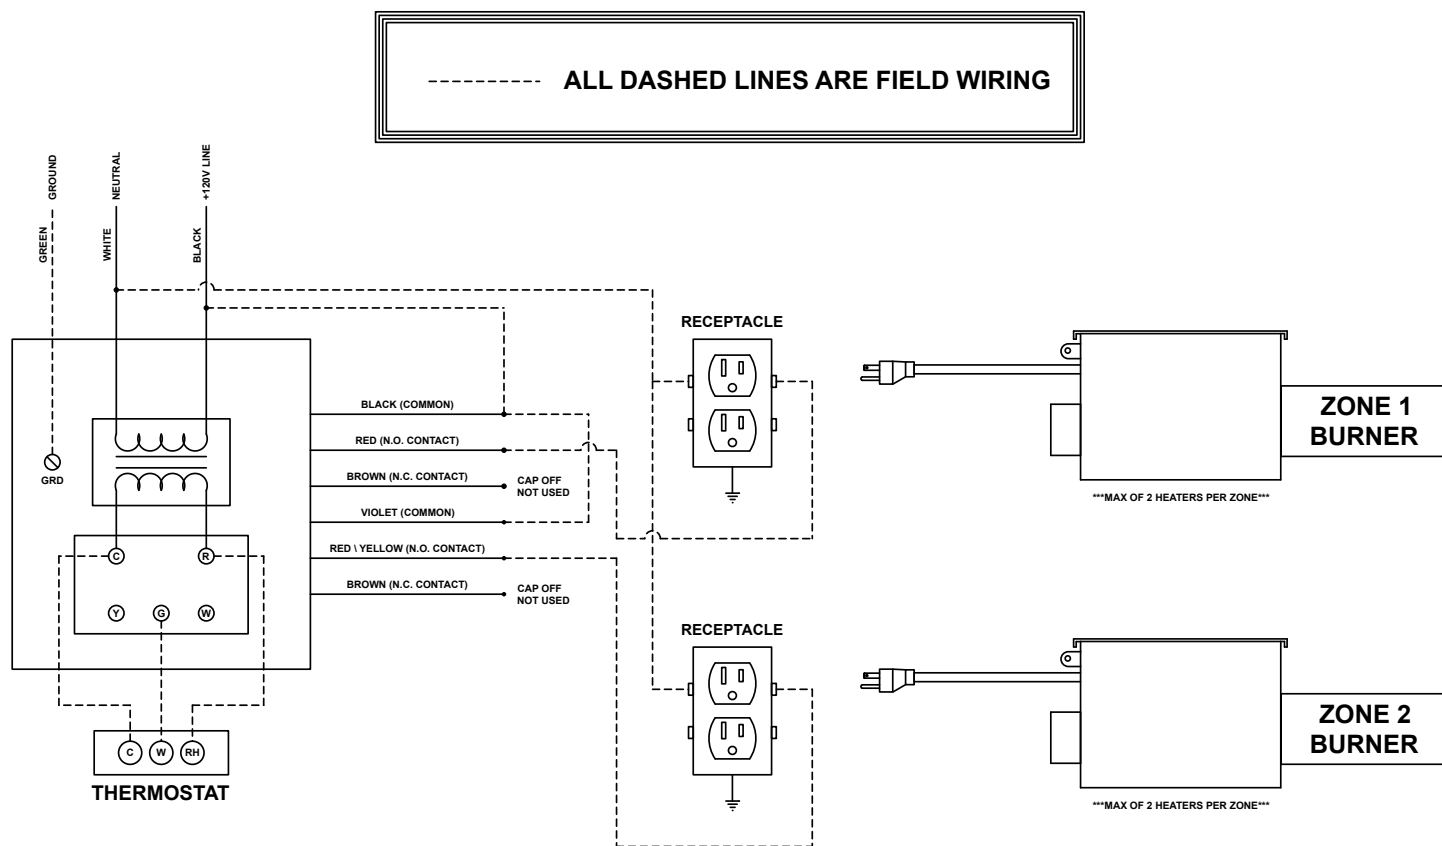 ALL DASHED LINES ARE FIELD WIRING
GROUND
NEUTRAL
+120V LINE
GREEN
WHITE
BLACK
RECEPTACLE
BLACK (COMMON)
RED (N.O. CONTACT)
BROWN (N.C. CONTACT)
CAP OFF
NOT USED
VIOLET (COMMON)
RED \ YELLOW (N.O. CONTACT)
BROWN (N.C. CONTACT)
CAP OFF
NOT USED
GRD
C
R
Y
G
W
C
W
RH
THERMOSTAT
ZONE 1
BURNER
***MAX OF 2 HEATERS PER ZONE***
RECEPTACLE
ZONE 2
BURNER
***MAX OF 2 HEATERS PER ZONE***